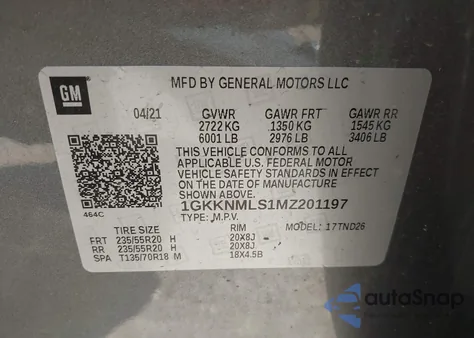 GM
MFD BY GENERAL MOTORS LLC
04/21 GVWR GAWR FRT GAWR RR
2722 KG 1350 KG 1545 KG
6001 LB 2976 LB 3406 LB
THIS VEHICLE CONFORMS TO ALL
APPLICABLE U.S. FEDERAL MOTOR
VEHICLE SAFETY STANDARDS IN EFFECT
ON THE DATE OF MANUFACTURE
SHOWN ABOVE.
1GKKNMLS1MZ201197
464C
TYPE: M.P.V. MODEL: 17TND26
TIRE SIZE RIM
FRT 235/55R20 H 20X8J
RR 235/55R20 H 20X8J
SPA T135/70R18 M 18X4.5B
autoSnap